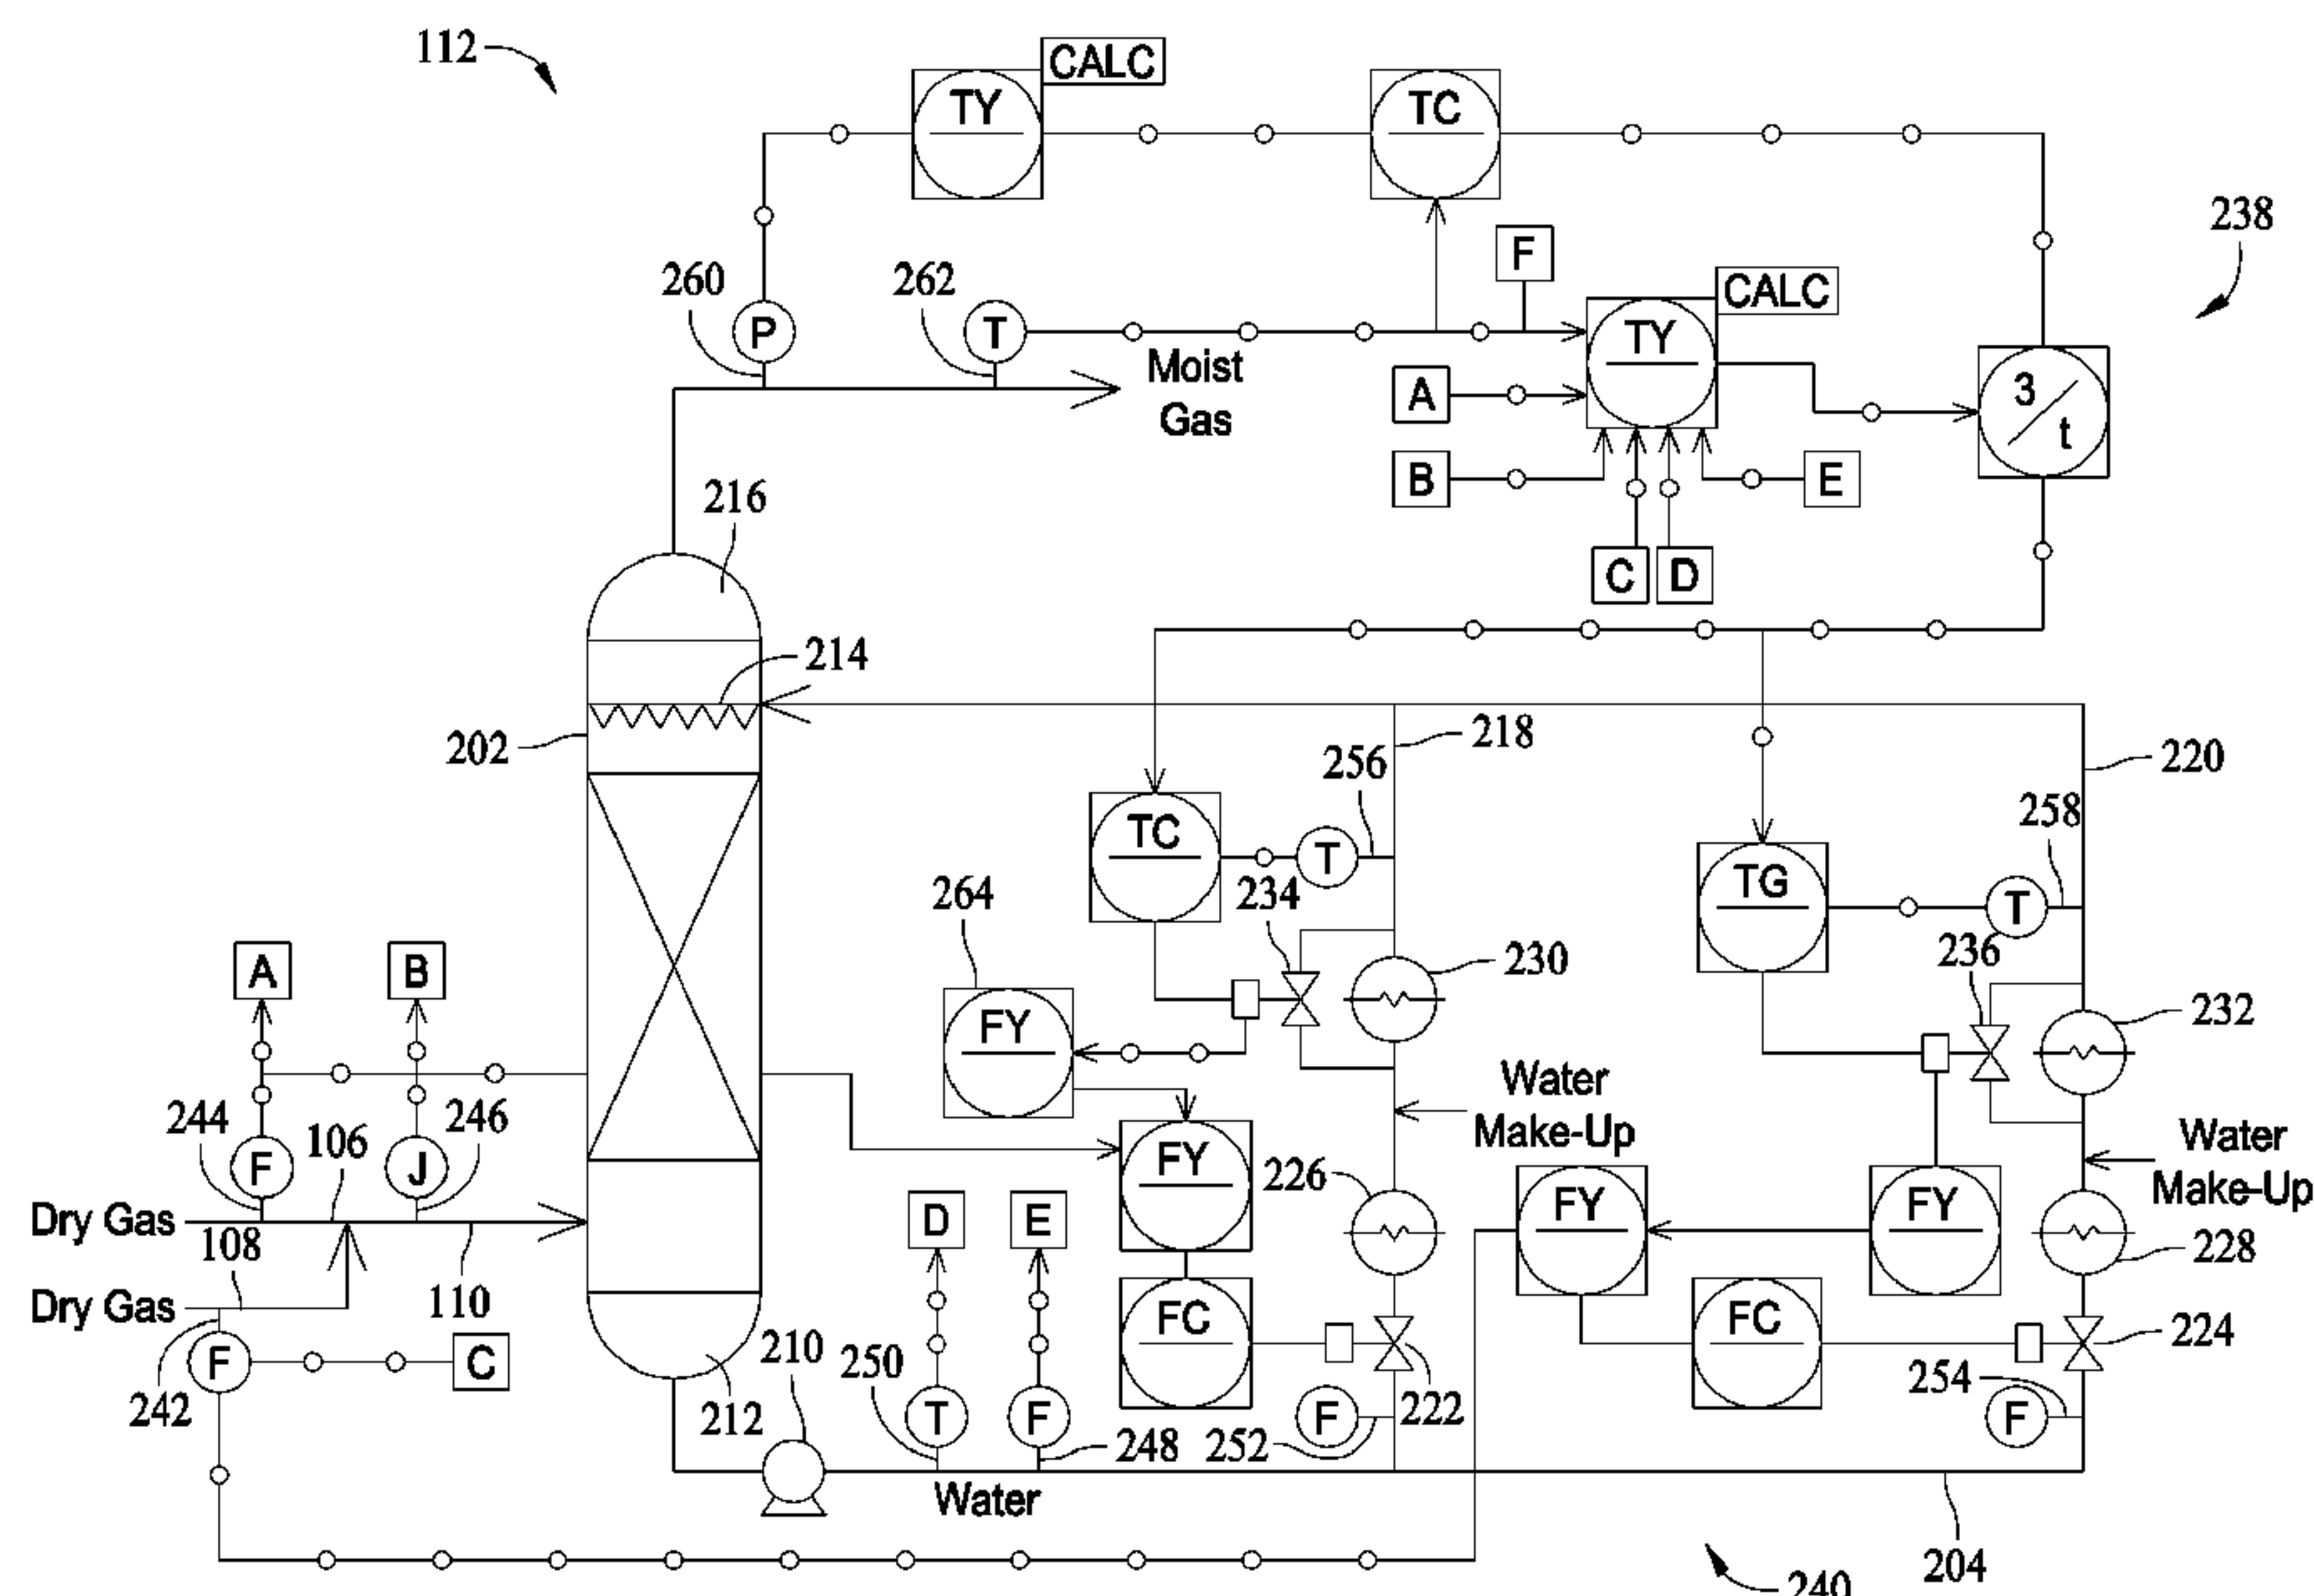 112
CALC
TY
TC
238
260
262
F
CALC
P
T
TY
Moist
Gas
A
3
t
B
E
216
C
D
214
202
218
220
256
258
TC
T
234
TG
T
264
236
A
B
230
232
FY
Water
Make-Up
244
106
246
F
J
FY
226
FY
FY
Water
Make-Up
Dry Gas
D
E
108
228
Dry Gas
110
FC
FC
224
F
C
210
250
254
242
212
T
F
F
222
F
248
252
Water
204
240